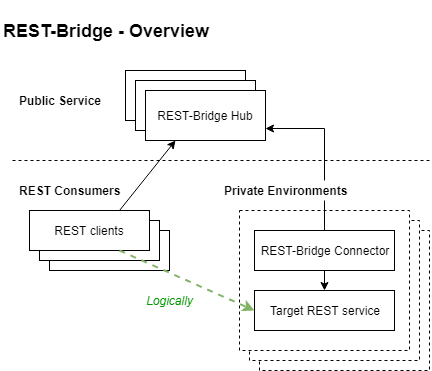 REST-Bridge - Overview
Public Service
REST-Bridge Hub
REST Consumers
Private Environments
REST clients
REST-Bridge Connector
Logically
Target REST service